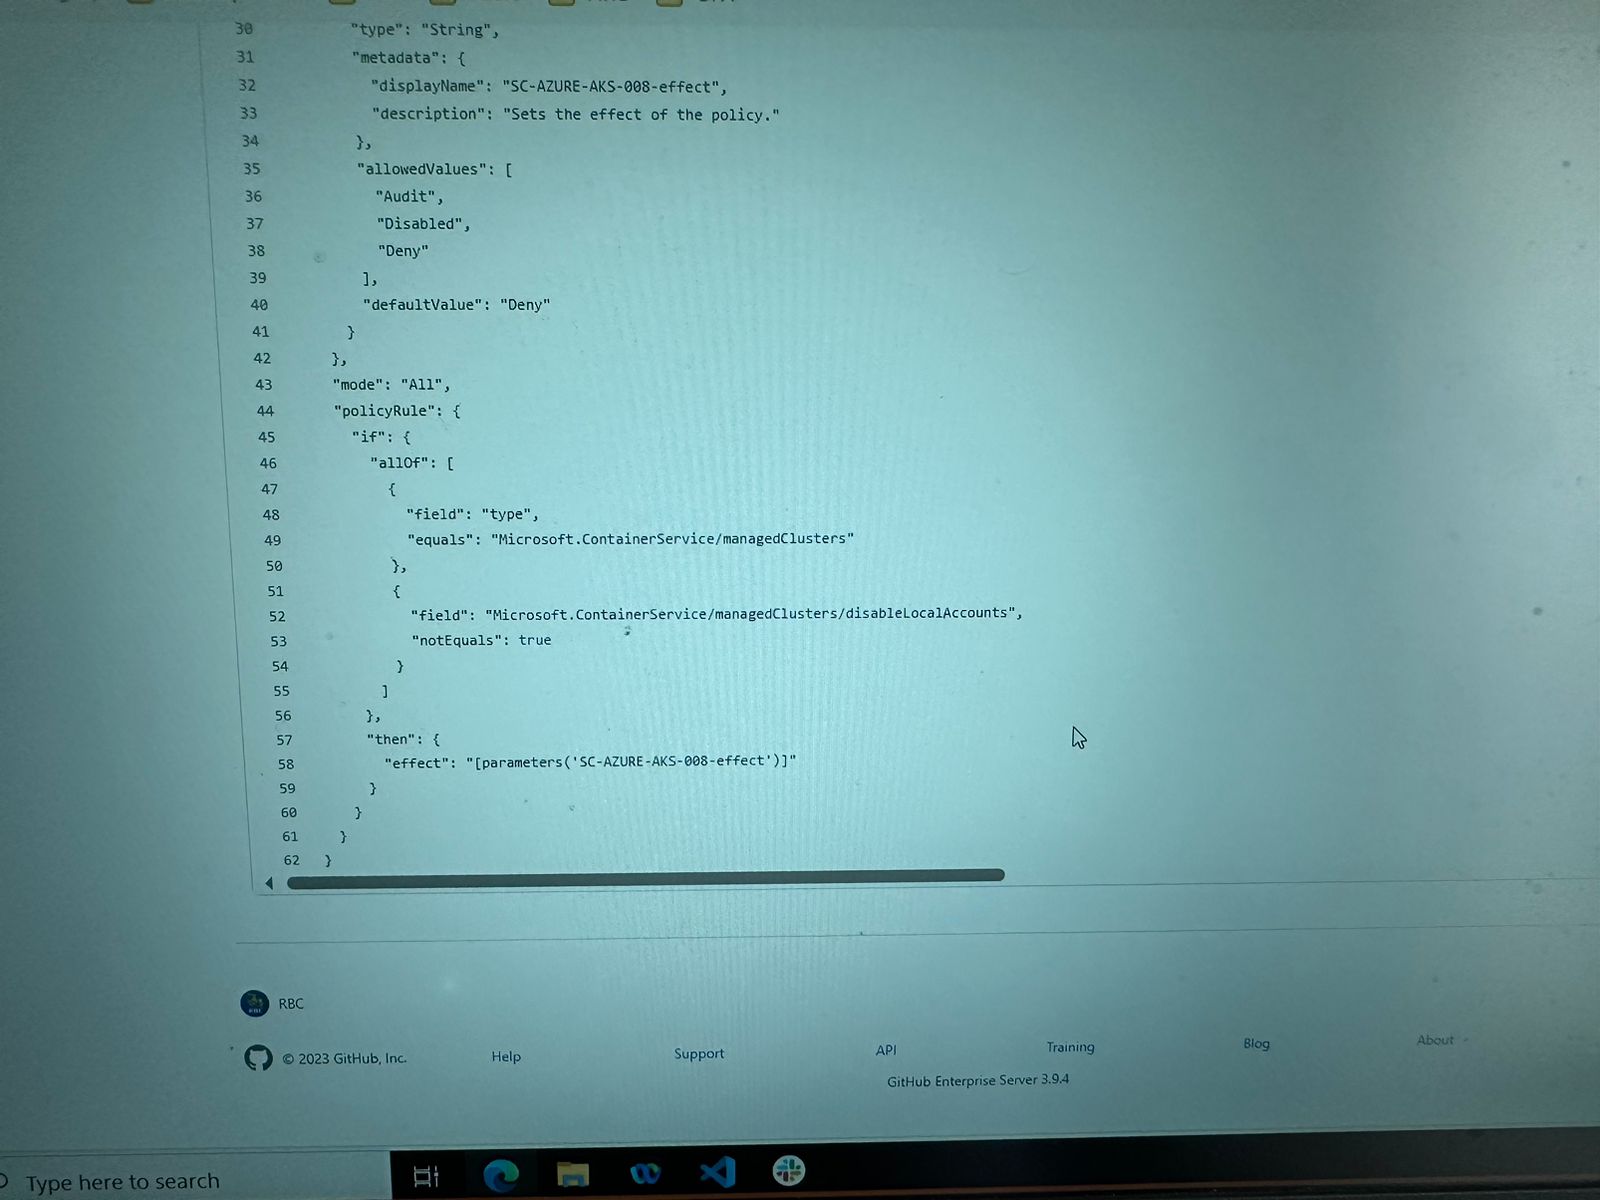 30 "type": "String",
31 "metadata": {
32 "displayName": "SC-AZURE-AKS-008-effect",
33 "description": "Sets the effect of the policy."
34 },
35 "allowedValues": [
36 "Audit",
37 "Disabled",
38 "Deny"
39 ],
40 "defaultValue": "Deny"
41 }
42 },
43 "mode": "All",
44 "policyRule": {
45 "if": {
46 "allOf": [
47 {
48 "field": "type",
49 "equals": "Microsoft.ContainerService/managedClusters"
50 },
51 {
52 "field": "Microsoft.ContainerService/managedClusters/disableLocalAccounts",
53 "notEquals": true
54 }
55 ]
56 },
57 "then": {
58 "effect": "[parameters('SC-AZURE-AKS-008-effect')]"
59 }
60 }
61 }
62 }
RBC
© 2023 GitHub, Inc. Help Support API Training Blog About
GitHub Enterprise Server 3.9.4
Type here to search